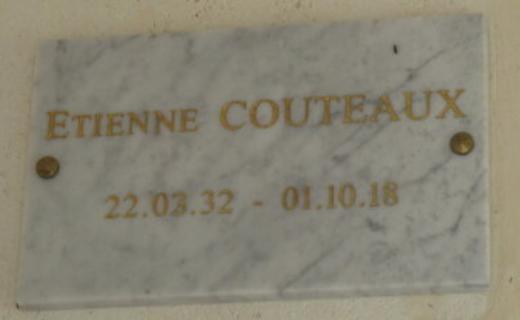 ETIENNE COUTEAUX
22.03.32 - 01.10.18